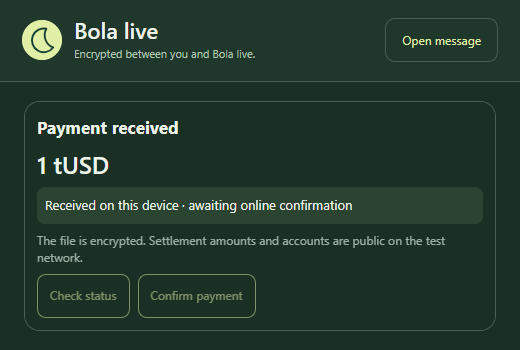 Bola live
Encrypted between you and Bola live.
Open message
Payment received
1 tUSD
Received on this device · awaiting online confirmation
The file is encrypted. Settlement amounts and accounts are public on the test
network.
Check status
Confirm payment